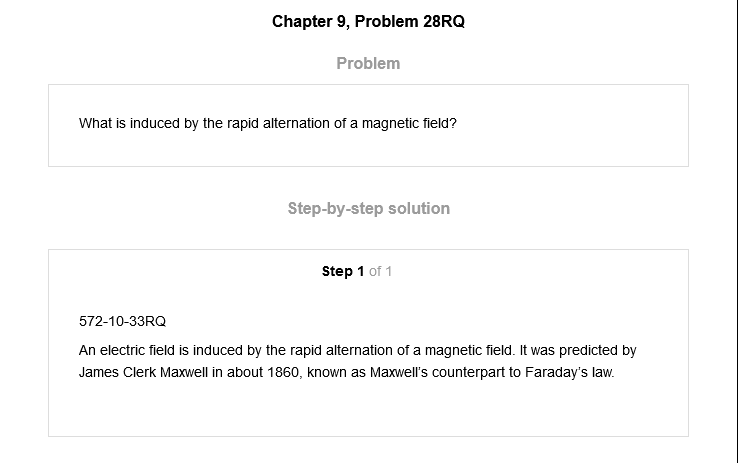 Chapter 9, Problem 28RQ
Problem
What is induced by the rapid alternation of a magnetic field?
Step-by-step solution
Step 1 of 1
572-10-33RQ
An electric field is induced by the rapid alternation of a magnetic field. It was predicted by
James Clerk Maxwell in about 1860, known as Maxwell’s counterpart to Faraday’s law.